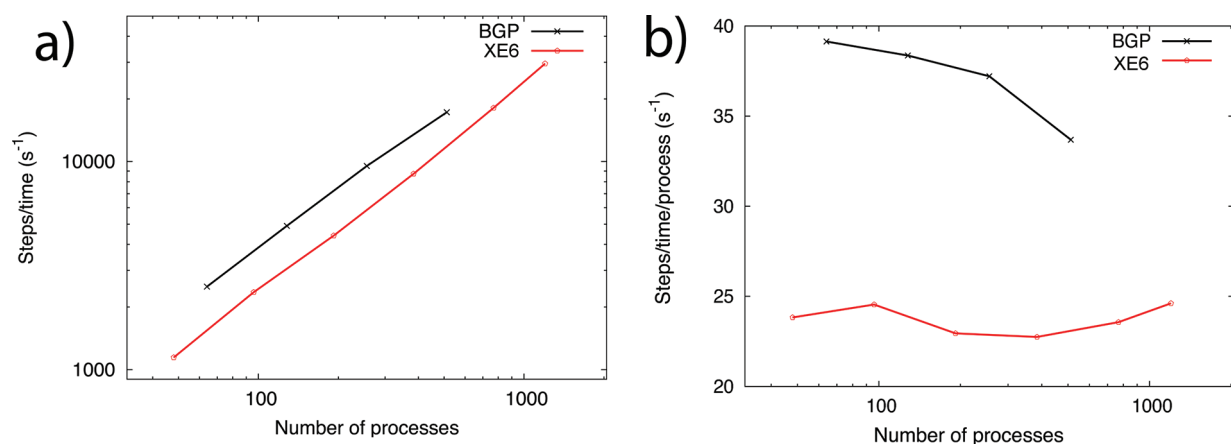 a)
BGP
XE6
10000
1000
Steps/time (s⁻¹)
100
1000
Number of processes
b)
BGP
XE6
40
35
30
25
20
Steps/time/process (s⁻¹)
100
1000
Number of processes